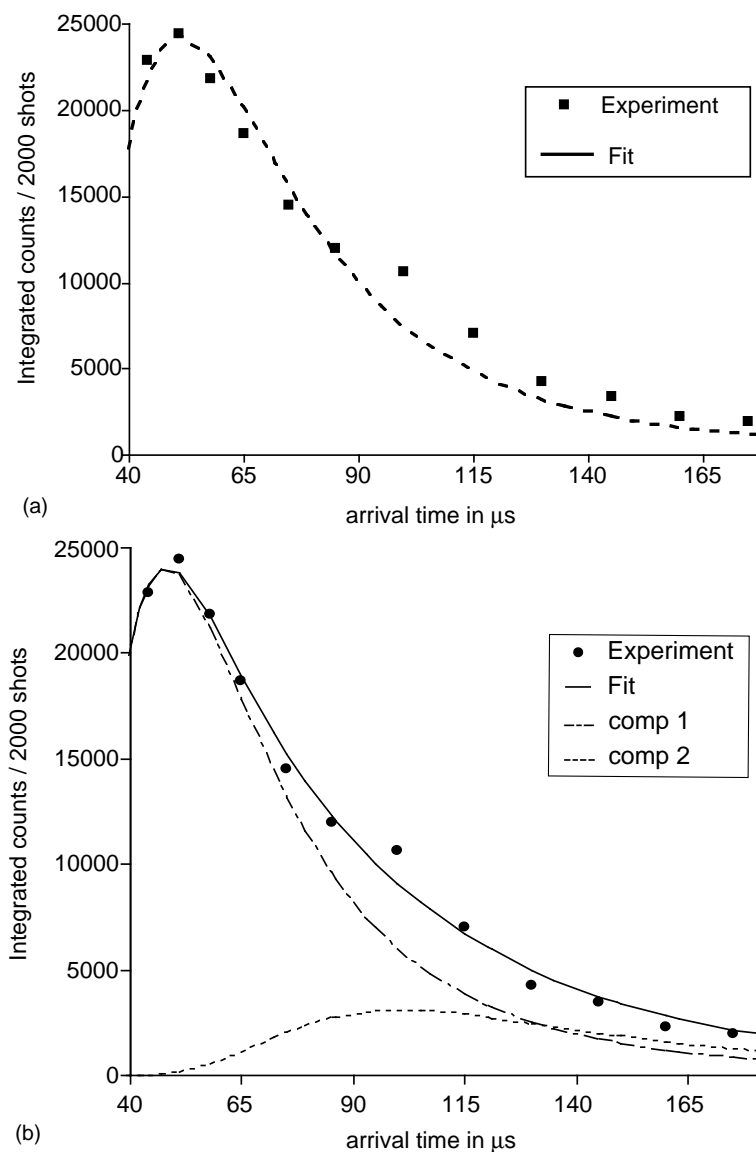 25000
20000
15000
10000
5000
0
Integrated counts / 2000 shots
Experiment
Fit
40 65 90 115 140 165
arrival time in μs
(a)
25000
20000
15000
10000
5000
0
Integrated counts / 2000 shots
Experiment
Fit
comp 1
comp 2
40 65 90 115 140 165
arrival time in μs
(b)